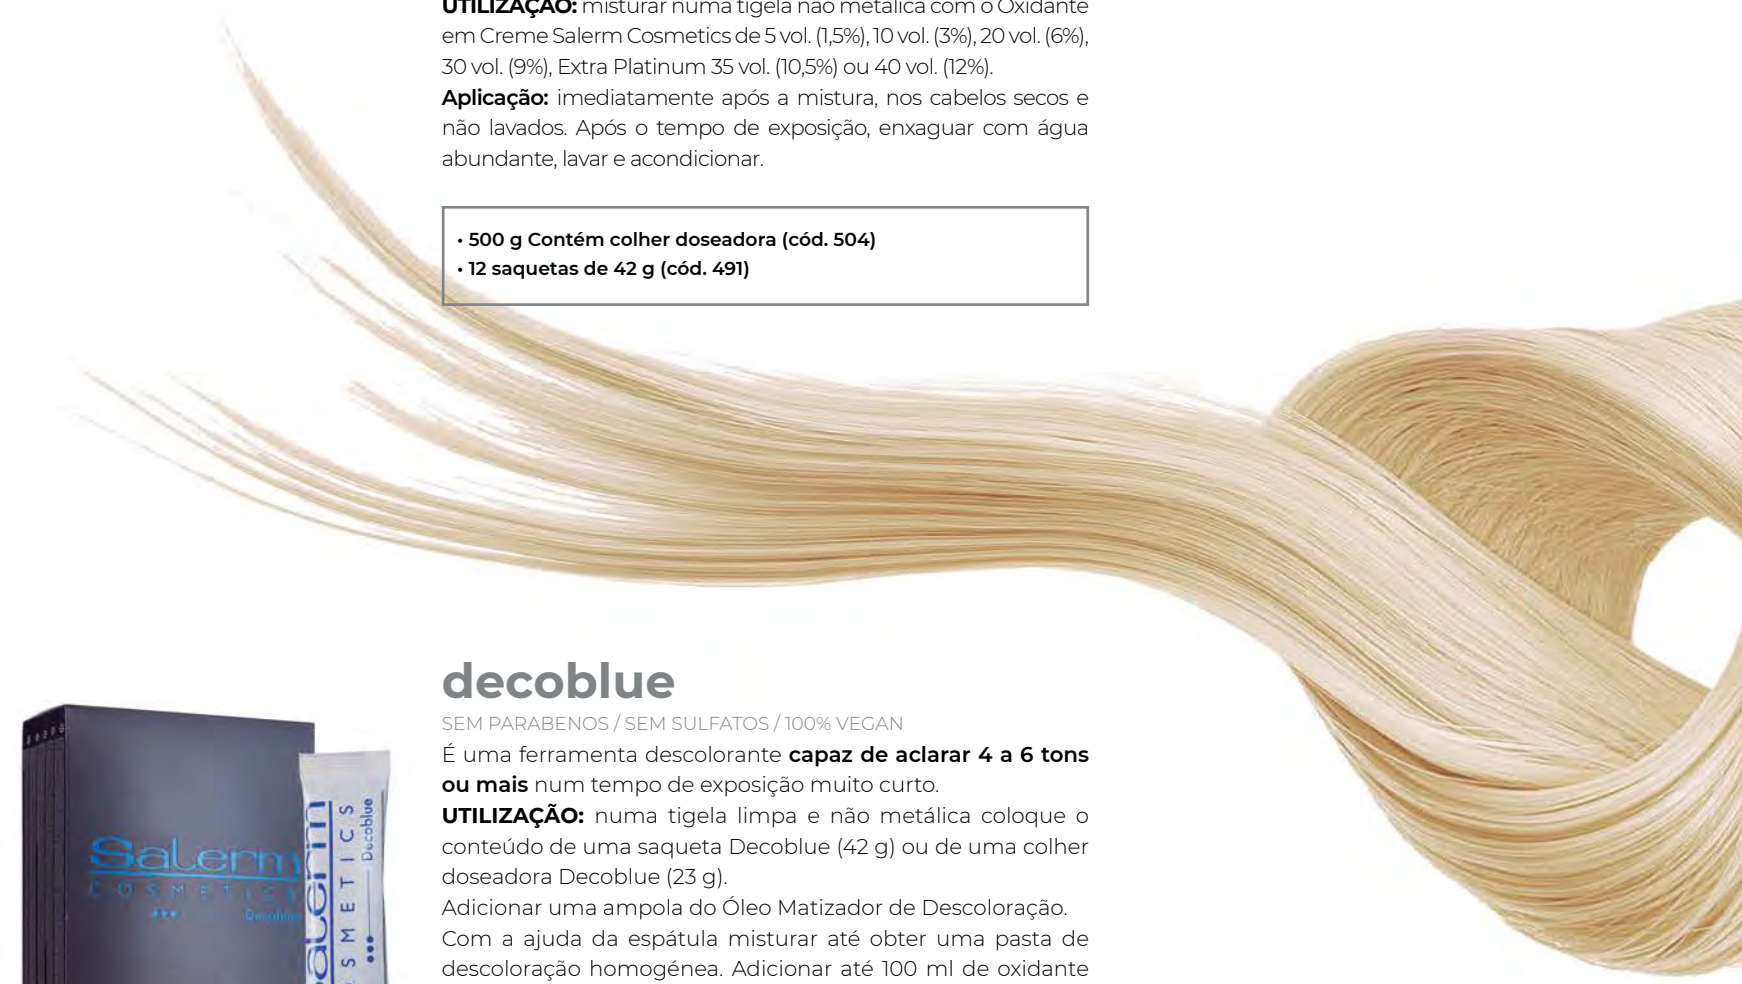 UTILIZAÇÃO: misturar numa tigela não metálica com o Oxidante
em Creme Salerm Cosmetics de 5 vol. (1,5%), 10 vol. (3%), 20 vol. (6%),
30 vol. (9%), Extra Platinum 35 vol. (10,5%) ou 40 vol. (12%).
Aplicação: imediatamente após a mistura, nos cabelos secos e
não lavados. Após o tempo de exposição, enxaguar com água
abundante, lavar e acondicionar.
• 500 g Contém colher doseadora (cód. 504)
• 12 saquetas de 42 g (cód. 491)
decoblue
SEM PARABENOS / SEM SULFATOS / 100% VEGAN
É uma ferramenta descolorante capaz de aclarar 4 a 6 tons
ou mais num tempo de exposição muito curto.
UTILIZAÇÃO: numa tigela limpa e não metálica coloque o
conteúdo de uma saqueta Decoblue (42 g) ou de uma colher
doseadora Decoblue (23 g).
Adicionar uma ampola do Óleo Matizador de Descoloração.
Com a ajuda da espátula misturar até obter uma pasta de
descoloração homogénea. Adicionar até 100 ml de oxidante
Salerm
COSMETICS
Decoblue
alerm
SMETICS
Decoblue